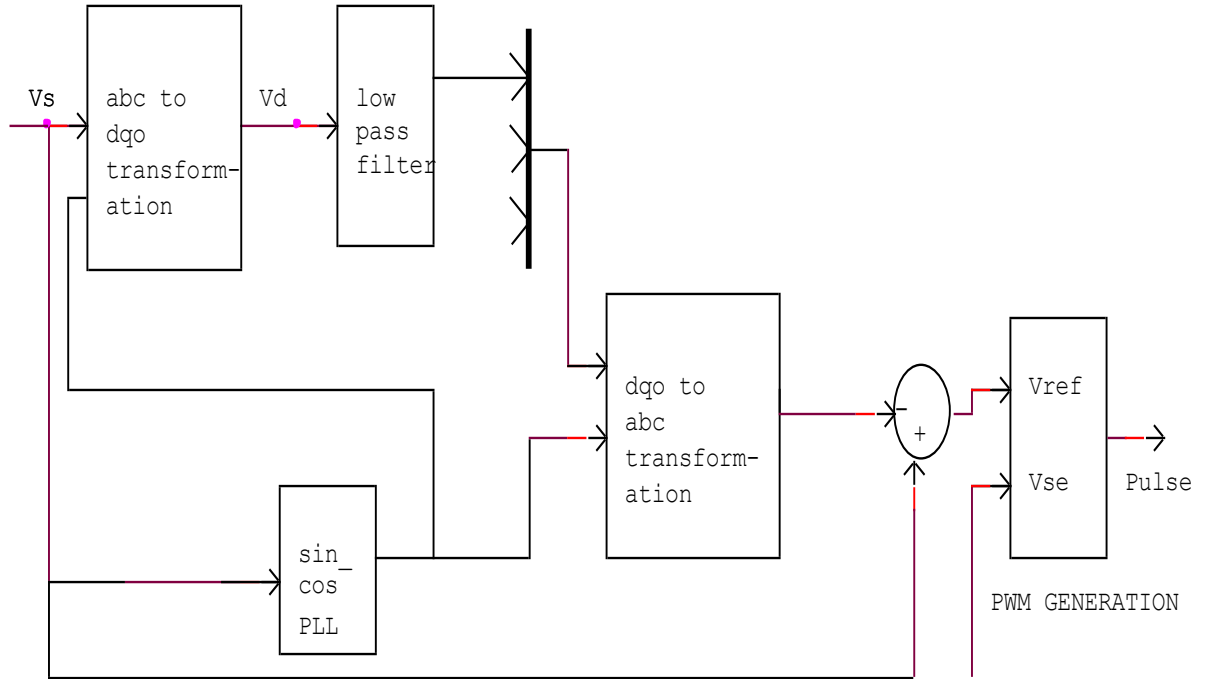 Vs
abc to
dqo
transform-
ation
Vd
low
pass
filter
dqo to
abc
transform-
ation
-
+
Vref
Vse
Pulse
sin_
cos
PLL
PWM GENERATION